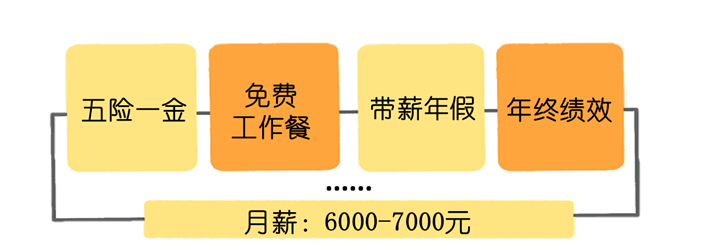 五险一金
免费
工作餐
带薪年假
年终绩效
……
月薪：6000-7000元